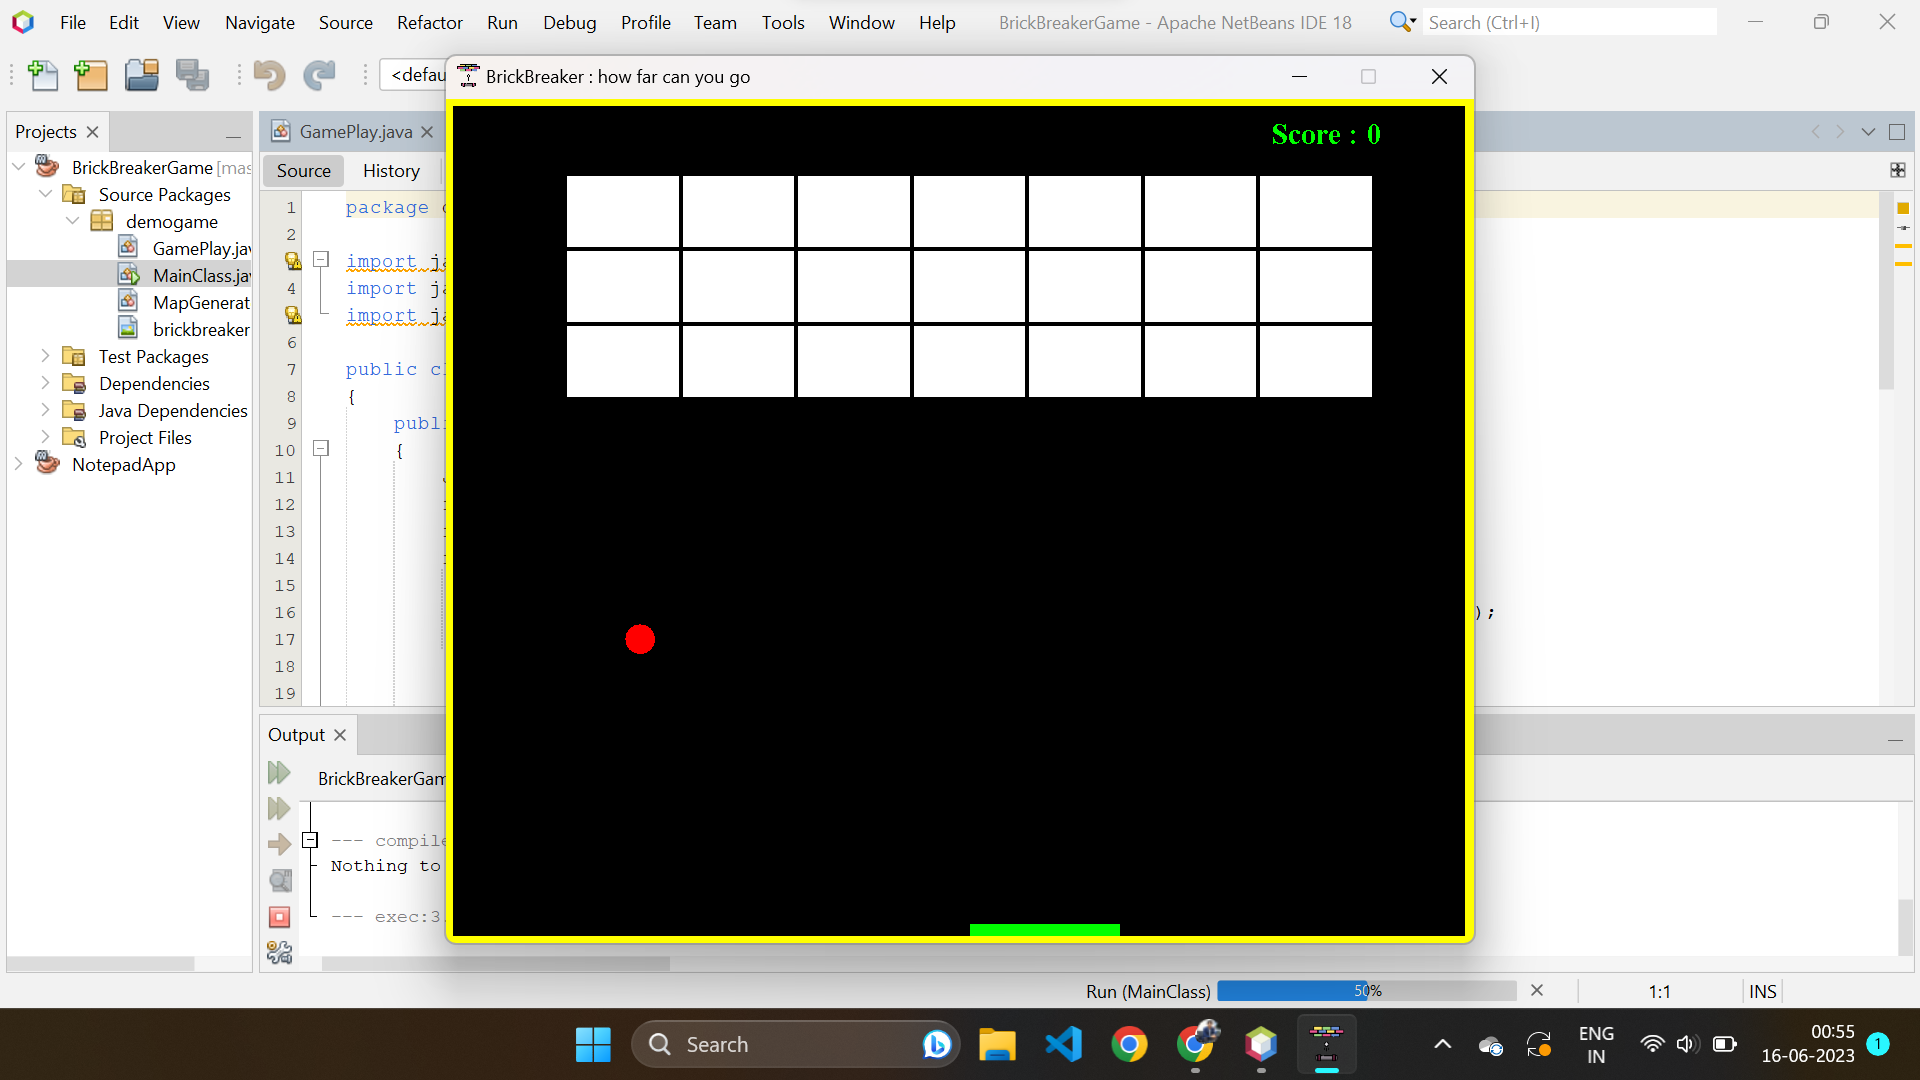 File Edit View Navigate Source Refactor Run Debug Profile Team Tools Window Help BrickBreakerGame - Apache NetBeans IDE 18 Search (Ctrl+I)
<defau
BrickBreaker : how far can you go
Score : 0
Projects
BrickBreakerGame [mas
Source Packages
demogame
GamePlay.jav
MainClass.jav
MapGenerat
brickbreaker
Test Packages
Dependencies
Java Dependencies
Project Files
NotepadApp
GamePlay.java
Source History
1 package
2
import ja
4 import ja
import ja
6
7 public cl
8 {
9 publi
10 {
11
12
13
14
15
16 );
17
18
19
Output
BrickBreakerGam
--- compile
Nothing to
--- exec:3.
Run (MainClass) 50% 1:1 INS
Search
ENG
IN
00:55
16-06-2023
1